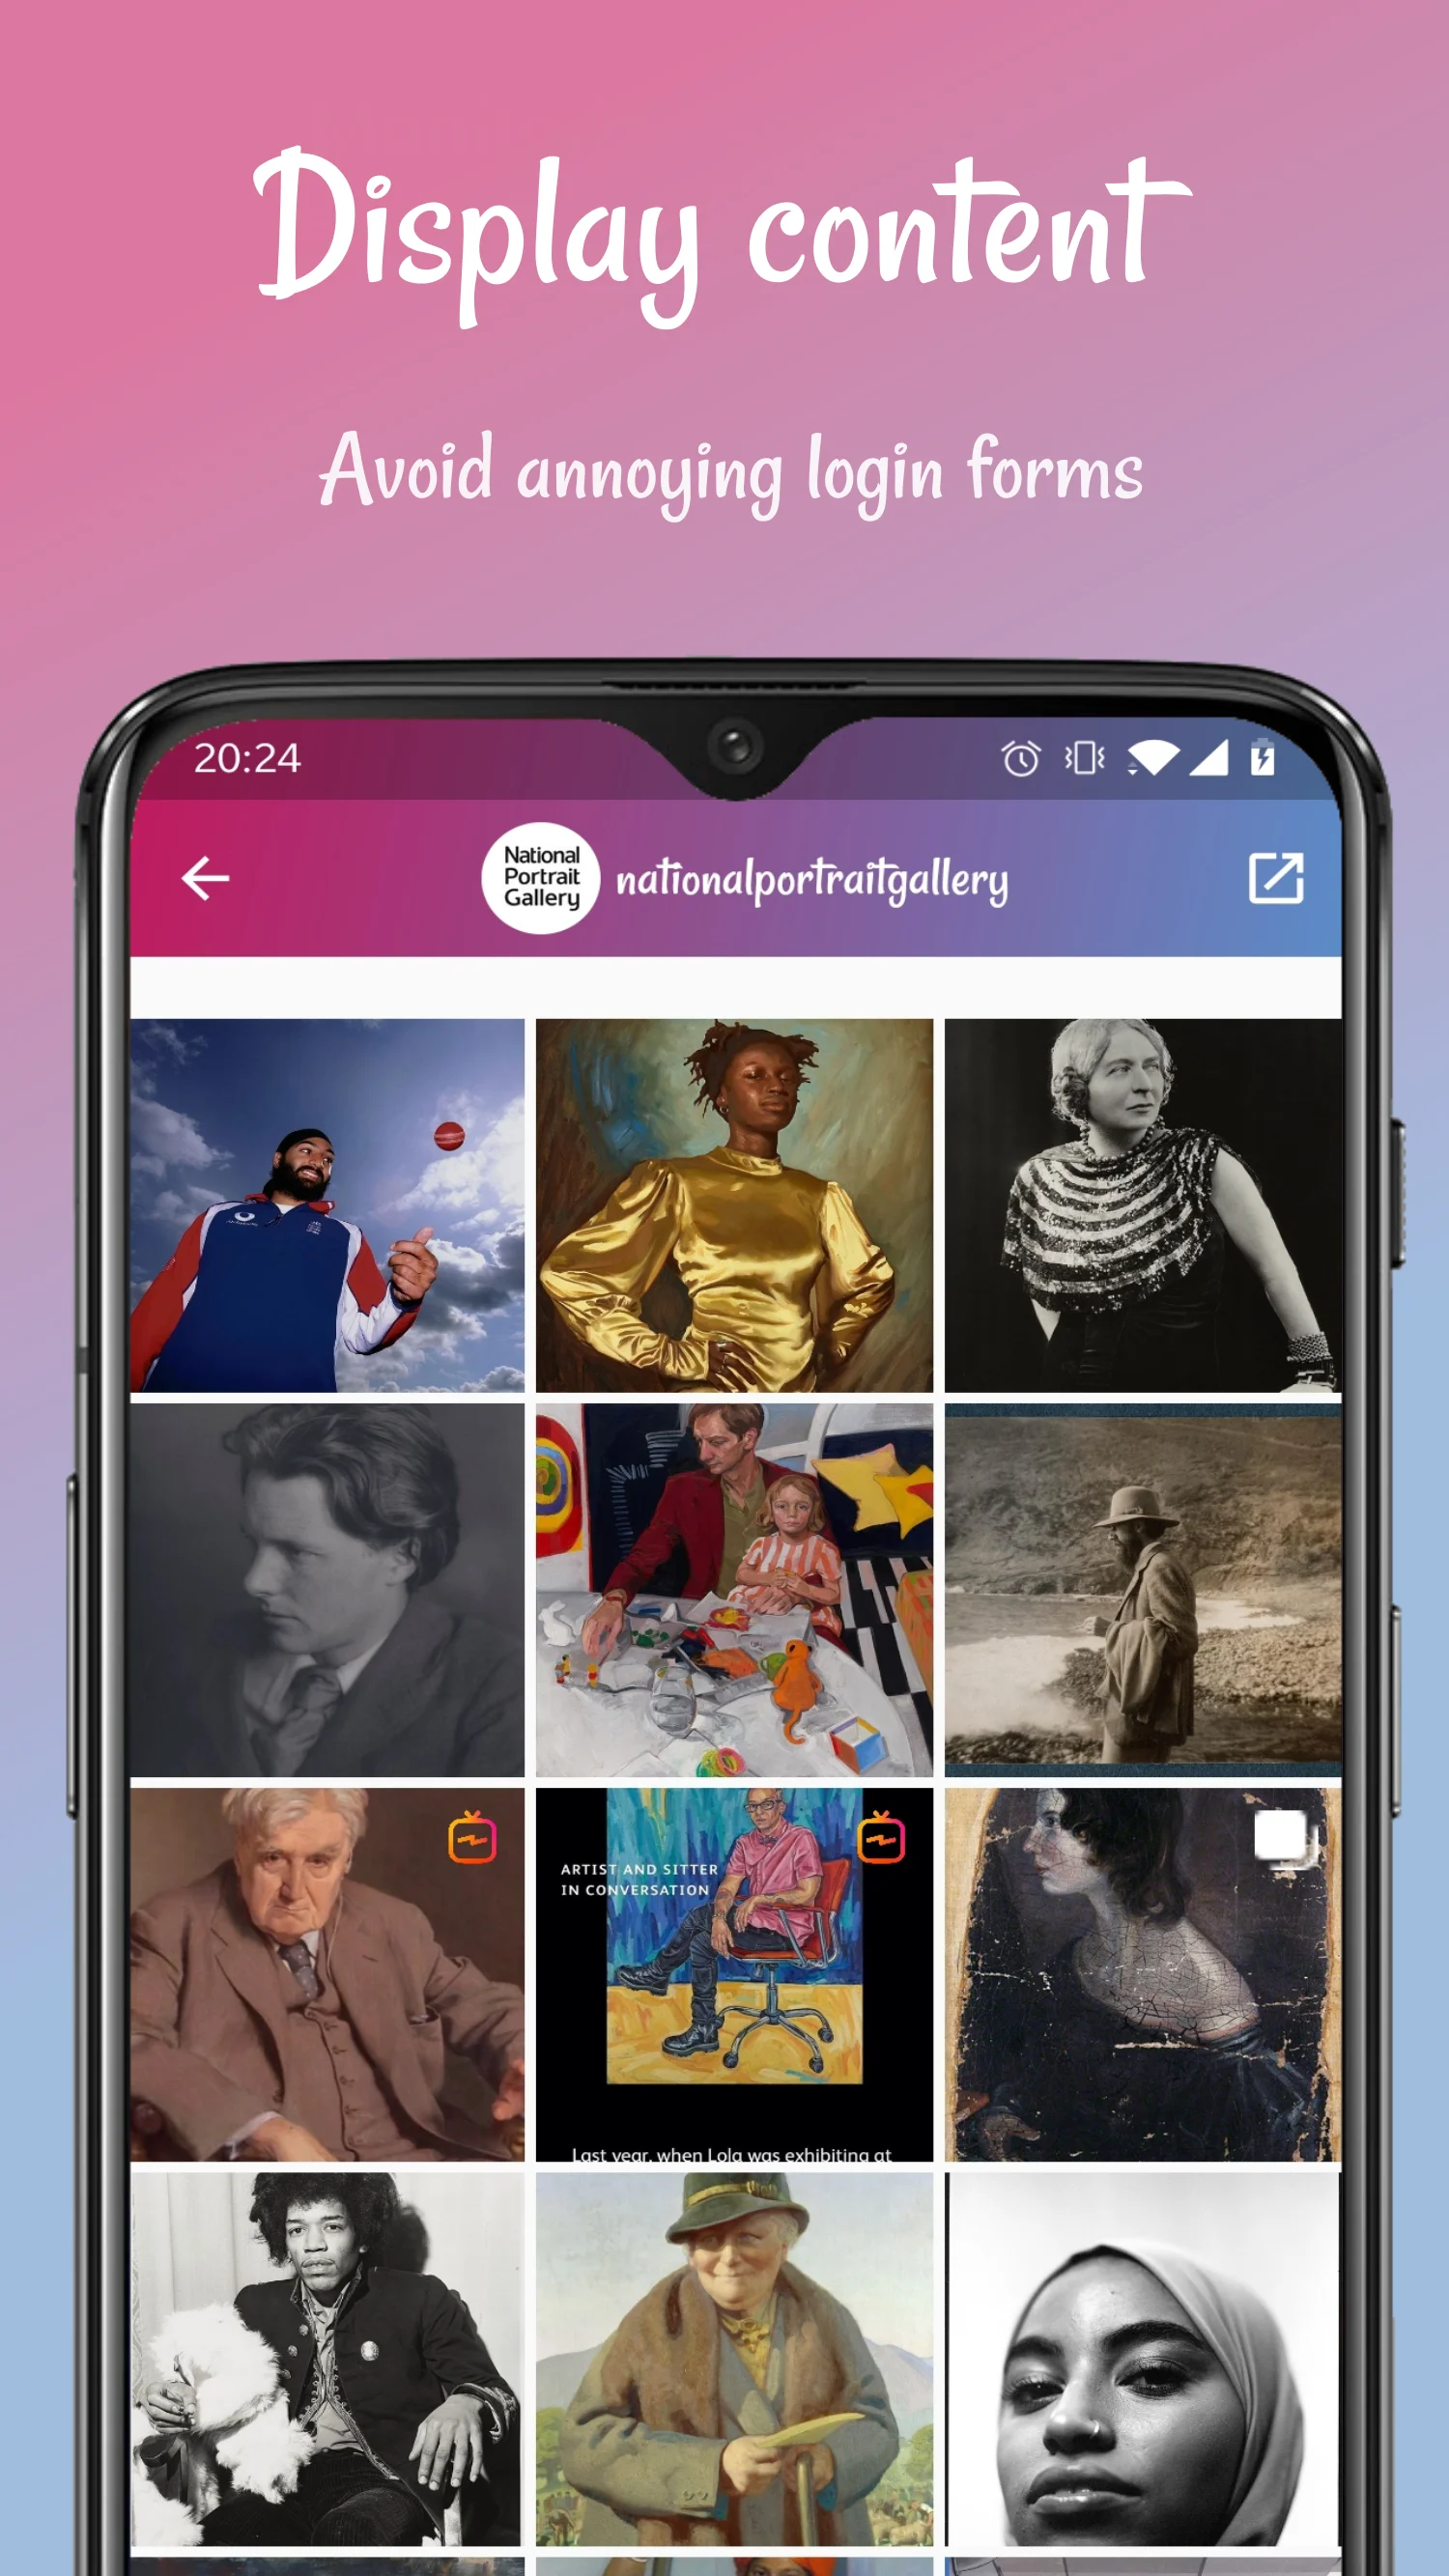 Display content
Avoid annoying login forms
20:24
National
Portrait
Gallery
nationalportraitgallery
ARTIST AND SITTER
IN CONVERSATION
Last year, when Lola was exhibiting at